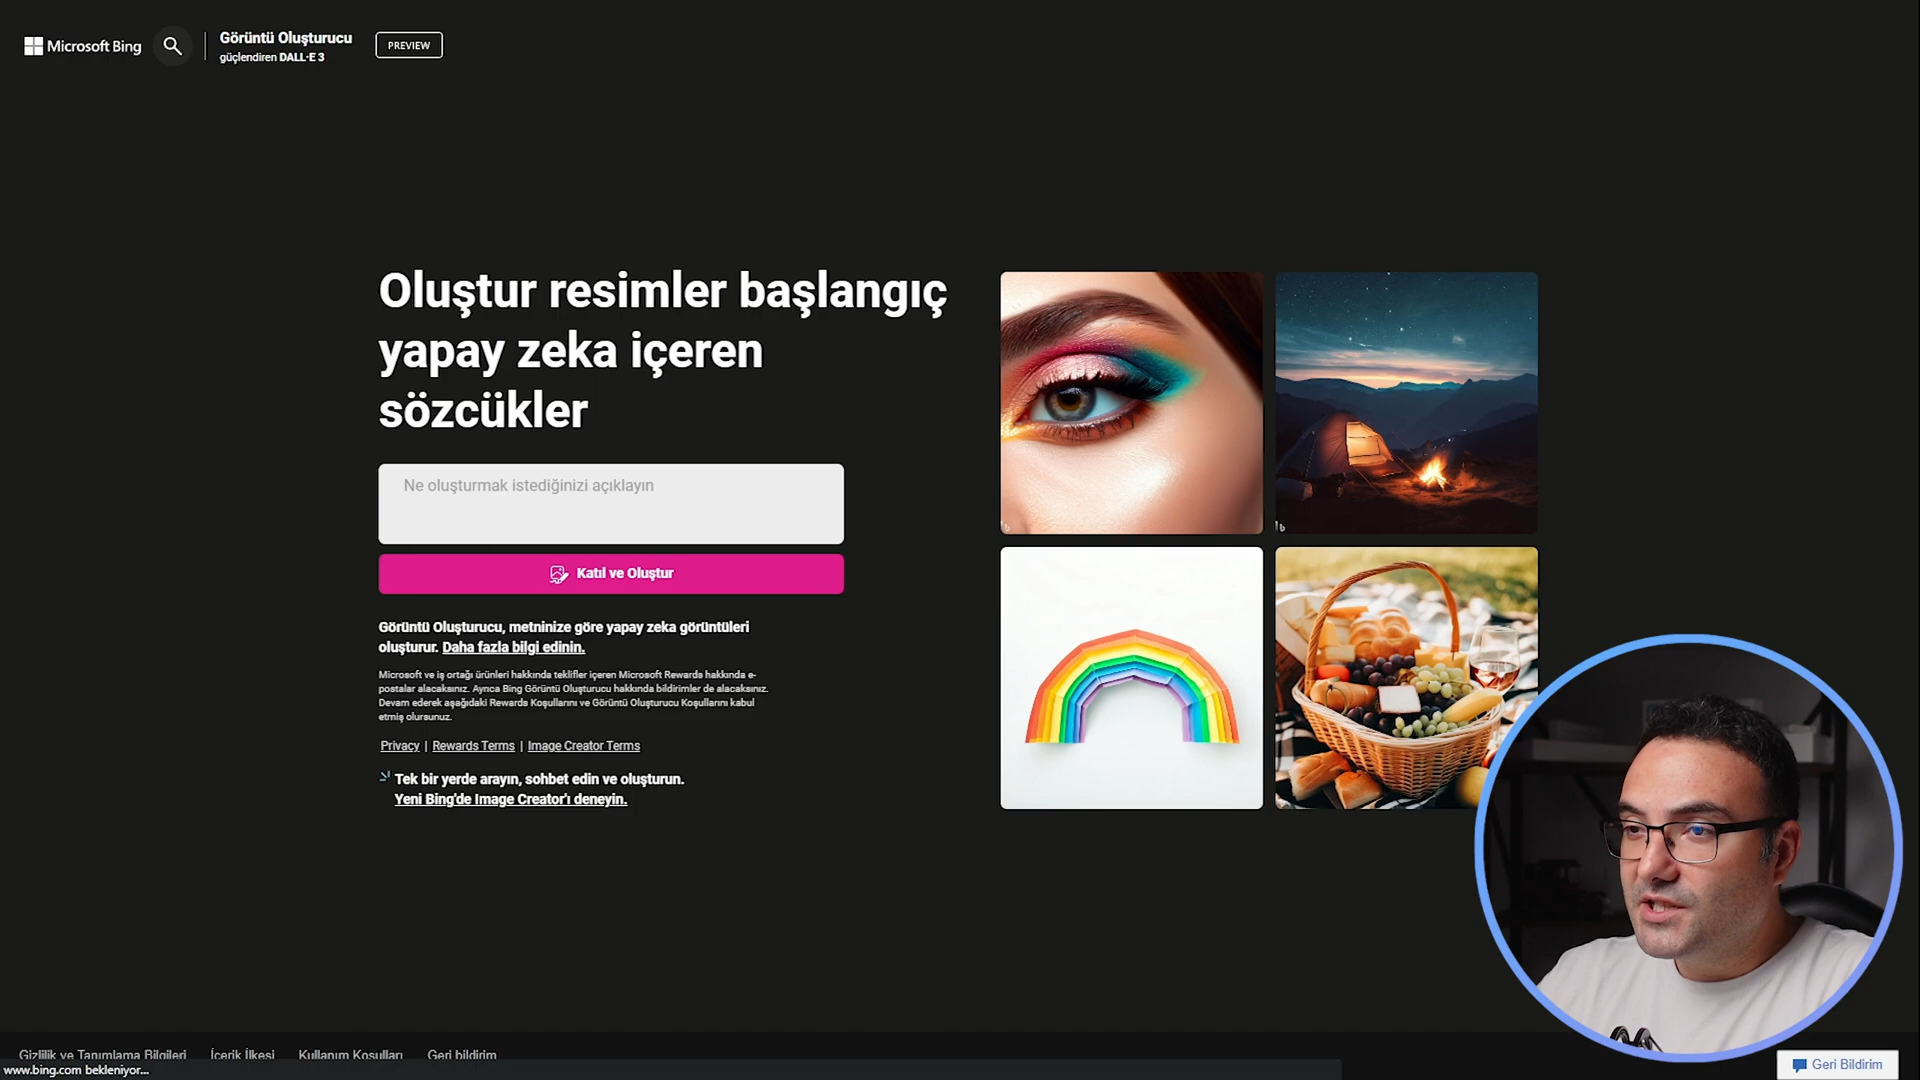 Microsoft Bing
Görüntü Oluşturucu
güçlendiren DALL·E 3
PREVIEW
Oluştur resimler başlangıç
yapay zeka içeren
sözcükler
Ne oluşturmak istediğinizi açıklayın
Katıl ve Oluştur
Görüntü Oluşturucu, metninize göre yapay zeka görüntüleri
oluşturur. Daha fazla bilgi edinin.
Microsoft ve iş ortağı ürünleri hakkında teklifler içeren Microsoft Rewards hakkında e-
postalar alacaksınız. Ayrıca Bing Görüntü Oluşturucu hakkında bildirimler de alacaksınız.
Devam ederek aşağıdaki Rewards Koşullarını ve Görüntü Oluşturucu Koşullarını kabul
etmiş olursunuz.
Privacy | Rewards Terms | Image Creator Terms
Tek bir yerde arayın, sohbet edin ve oluşturun.
Yeni Bing'de Image Creator'ı deneyin.
Gizlilik ve Tanımlama Bilgileri İçerik İlkesi Kullanım Koşulları Geri bildirim
www.bing.com bekleniyor...
Geri Bildirim